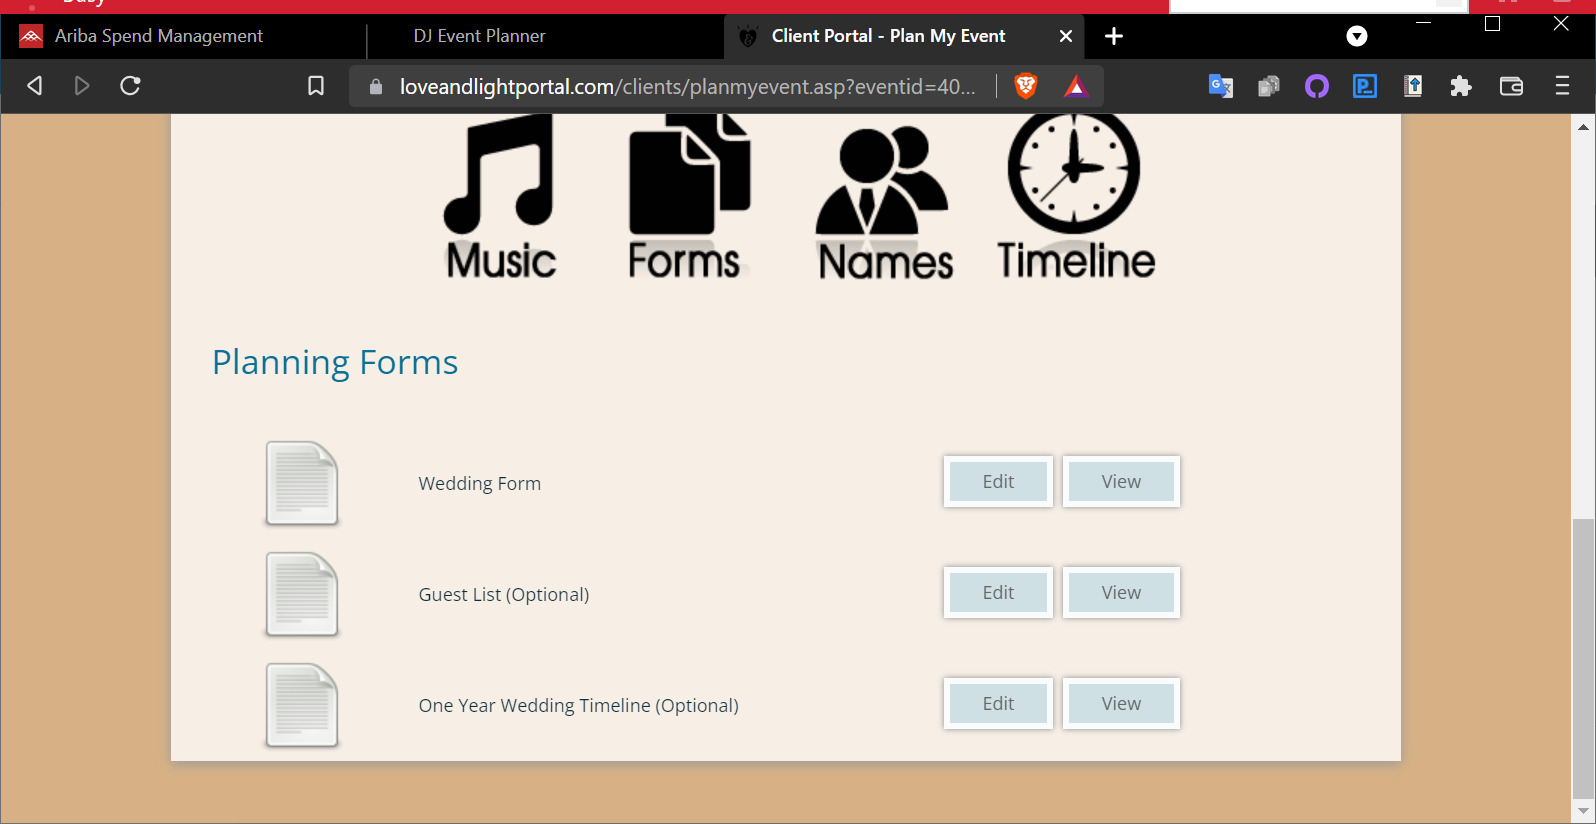 Busy
Ariba Spend Management
DJ Event Planner
Client Portal - Plan My Event
loveandlightportal.com/clients/planmyevent.asp?eventid=40...
Music
Forms
Names
Timeline
Planning Forms
Wedding Form
Edit
View
Guest List (Optional)
Edit
View
One Year Wedding Timeline (Optional)
Edit
View